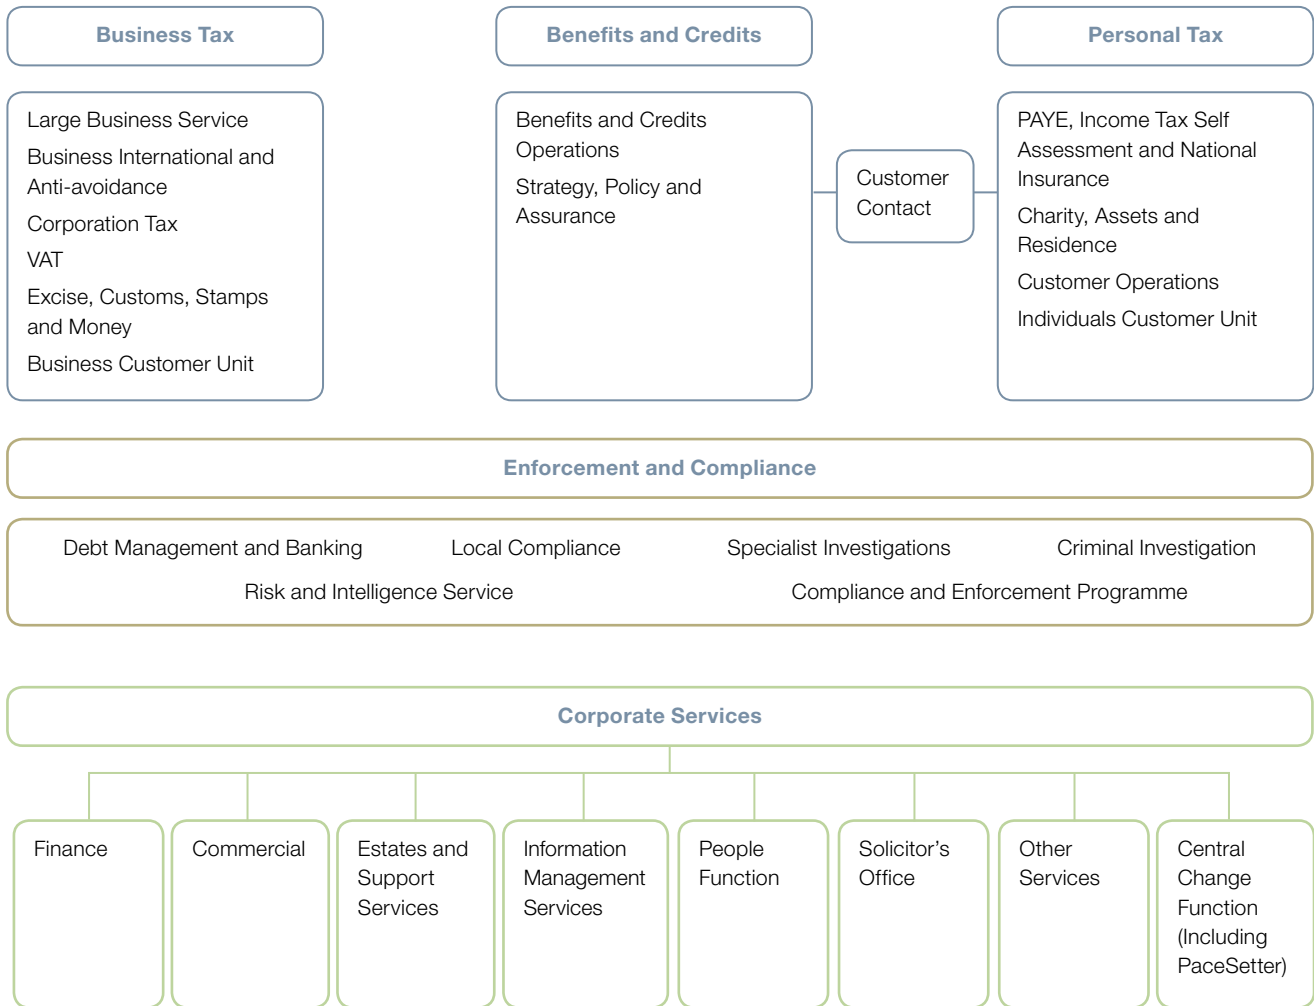 Business Tax
Large Business Service
Business International and
Anti-avoidance
Corporation Tax
VAT
Excise, Customs, Stamps
and Money
Business Customer Unit
Benefits and Credits
Benefits and Credits
Operations
Strategy, Policy and
Assurance
Customer
Contact
Personal Tax
PAYE, Income Tax Self
Assessment and National
Insurance
Charity, Assets and
Residence
Customer Operations
Individuals Customer Unit
Enforcement and Compliance
Debt Management and Banking
Local Compliance
Specialist Investigations
Criminal Investigation
Risk and Intelligence Service
Compliance and Enforcement Programme
Corporate Services
Finance
Commercial
Estates and
Support
Services
Information
Management
Services
People
Function
Solicitor’s
Office
Other
Services
Central
Change
Function
(Including
PaceSetter)